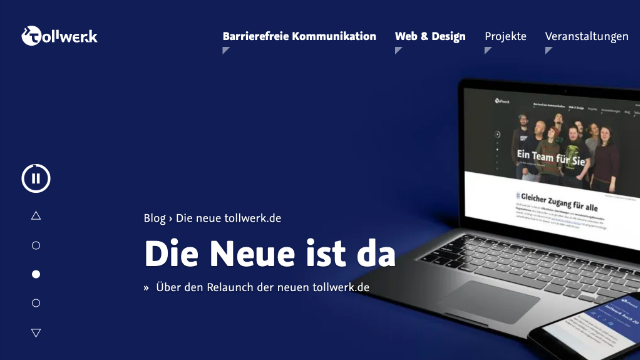 tollwerk
Barrierefreie Kommunikation Web & Design Projekte Veranstaltungen
Ein Team für Sie
Gleicher Zugang für alle
Blog › Die neue tollwerk.de
Die Neue ist da
» Über den Relaunch der neuen tollwerk.de